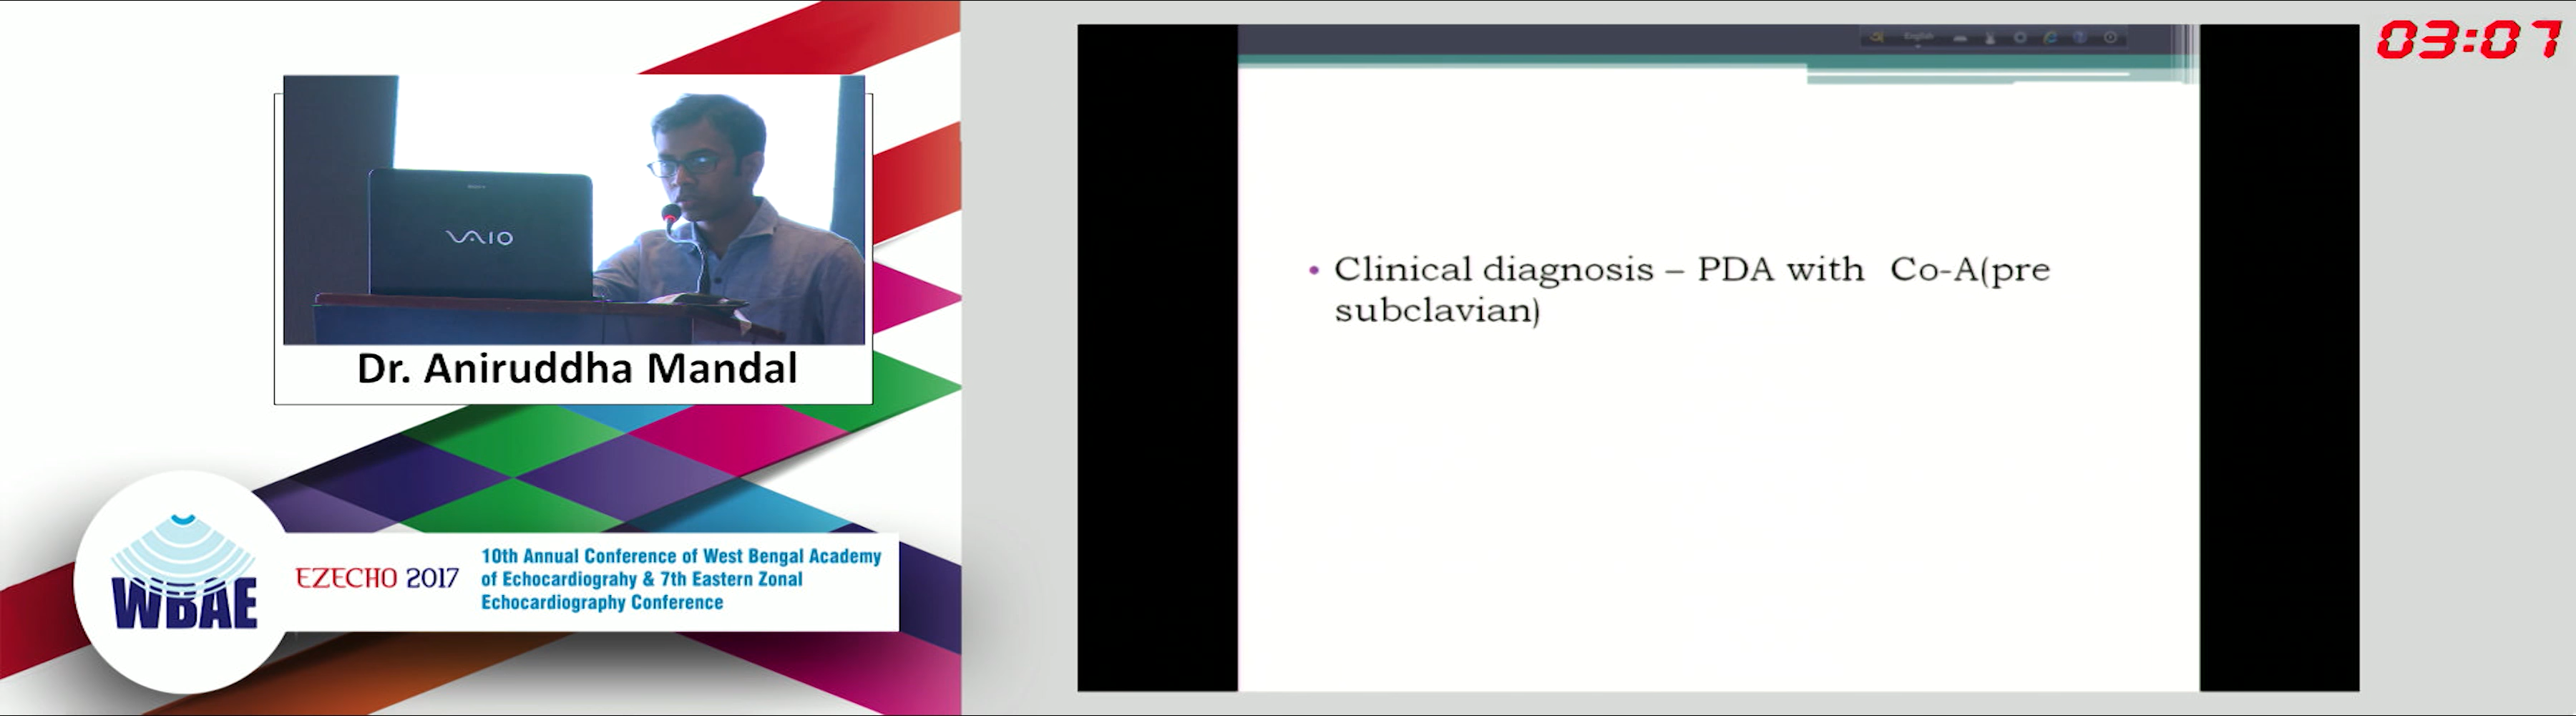 03:07
VAIO
Dr. Aniruddha Mandal
WBAE
EZECHO 2017
10th Annual Conference of West Bengal Academy
of Echocardiograhy & 7th Eastern Zonal
Echocardiography Conference
English
• Clinical diagnosis – PDA with Co-A(pre
subclavian)